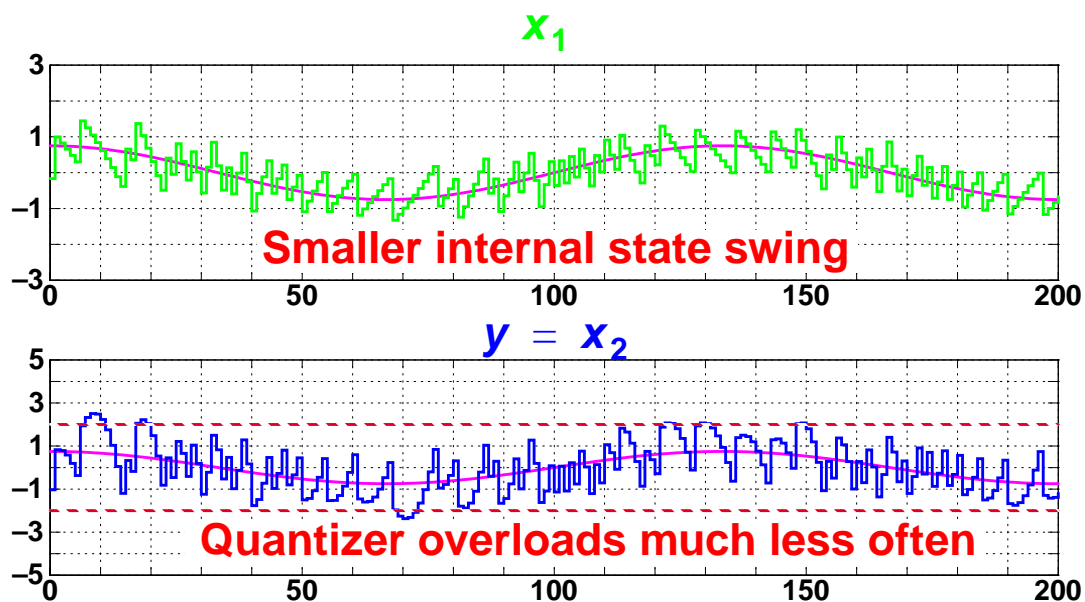 x1
3
1
–1
–3
Smaller internal state swing
0 50 100 150 200
y = x2
5
3
1
–1
–3
–5
Quantizer overloads much less often
0 50 100 150 200